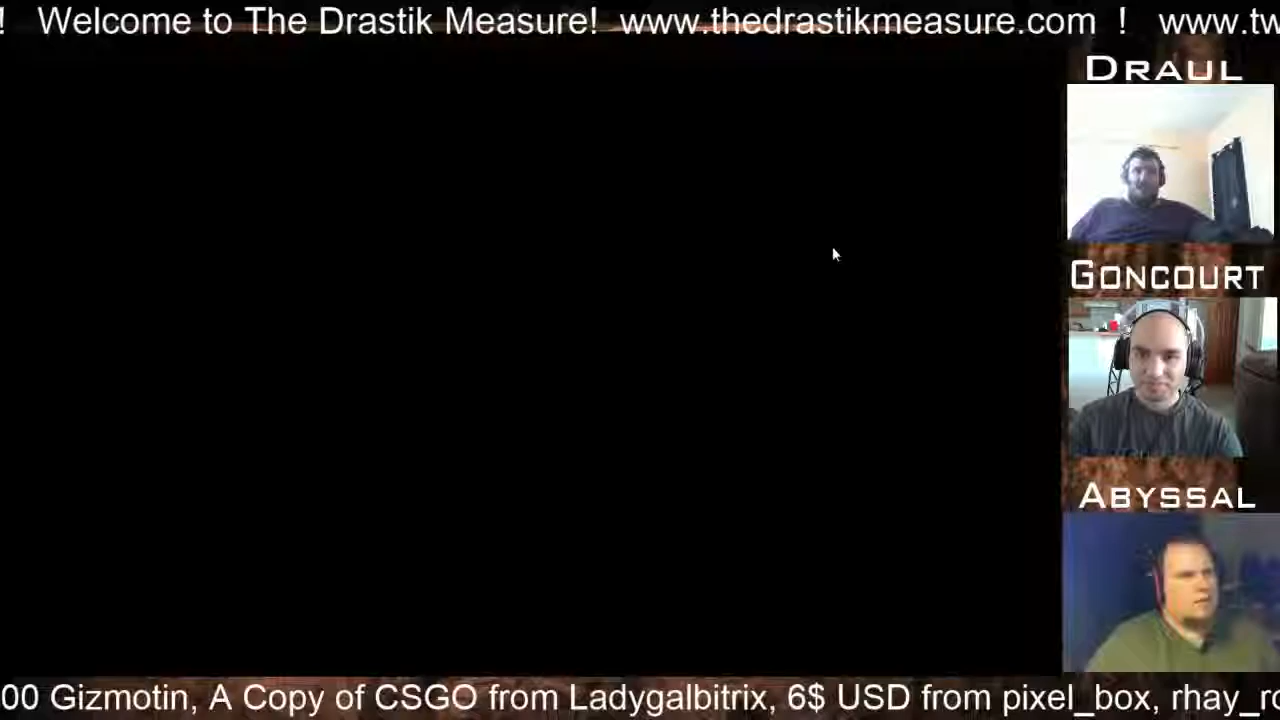 ! Welcome to The Drastik Measure! www.thedrastikmeasure.com ! www.tw
DRAUL
GONCOURT
ABYSSAL
00 Gizmotin, A Copy of CSGO from Ladygalbitrix, 6$ USD from pixel_box, rhay_ro